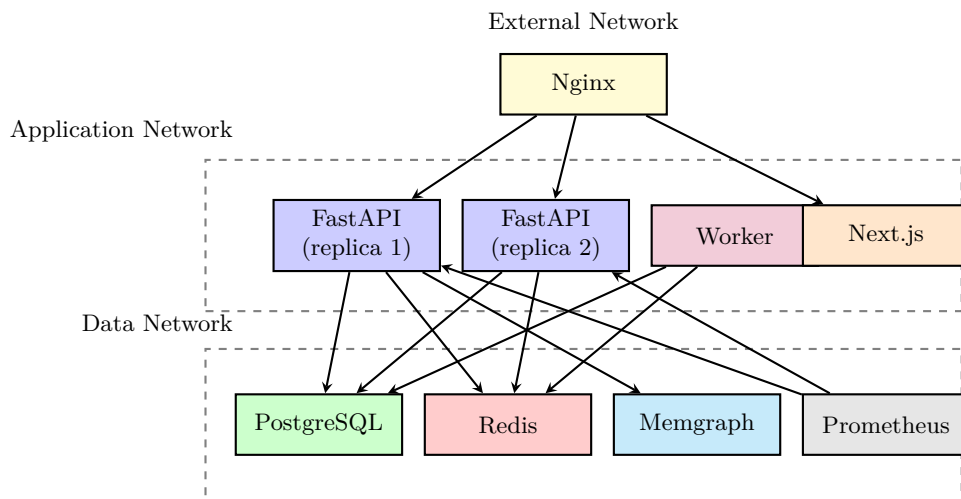 External Network
Nginx
Application Network
FastAPI
(replica 1)
FastAPI
(replica 2)
Worker
Next.js
Data Network
PostgreSQL
Redis
Memgraph
Prometheus